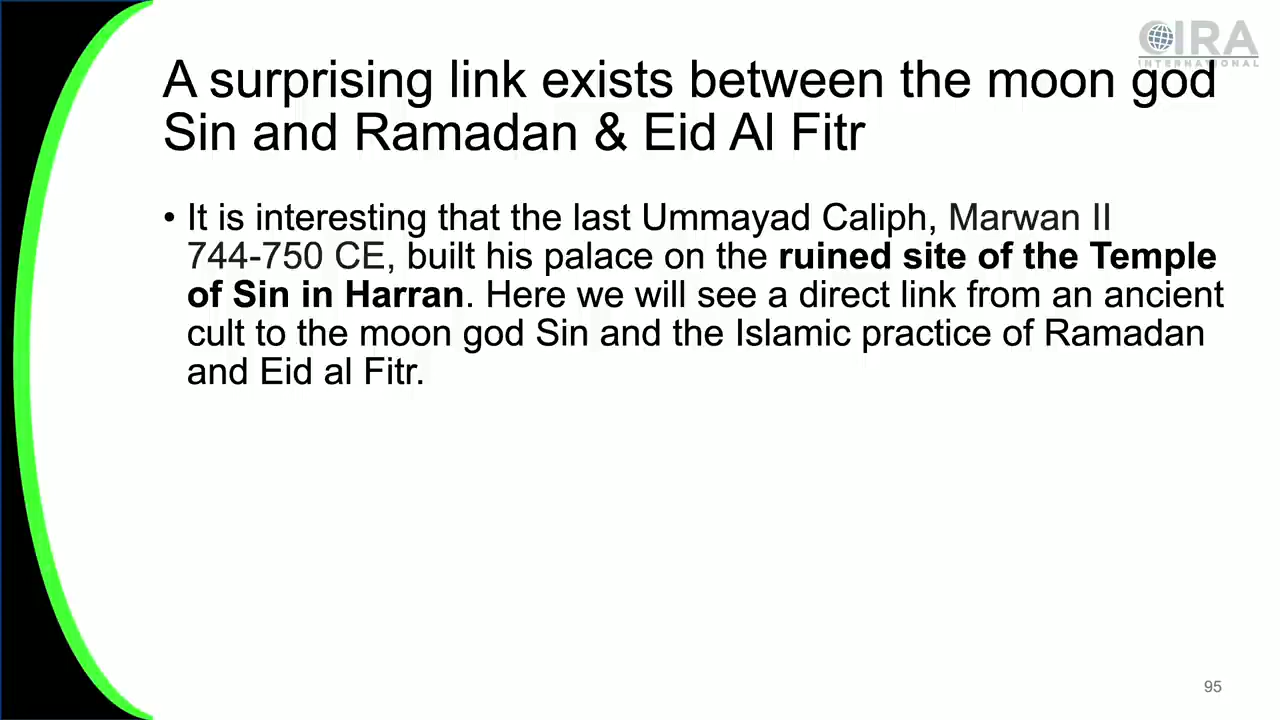 CIRA
INTERNATIONAL
A surprising link exists between the moon god
Sin and Ramadan & Eid Al Fitr
• It is interesting that the last Ummayad Caliph, Marwan II
744-750 CE, built his palace on the ruined site of the Temple
of Sin in Harran. Here we will see a direct link from an ancient
cult to the moon god Sin and the Islamic practice of Ramadan
and Eid al Fitr.
95